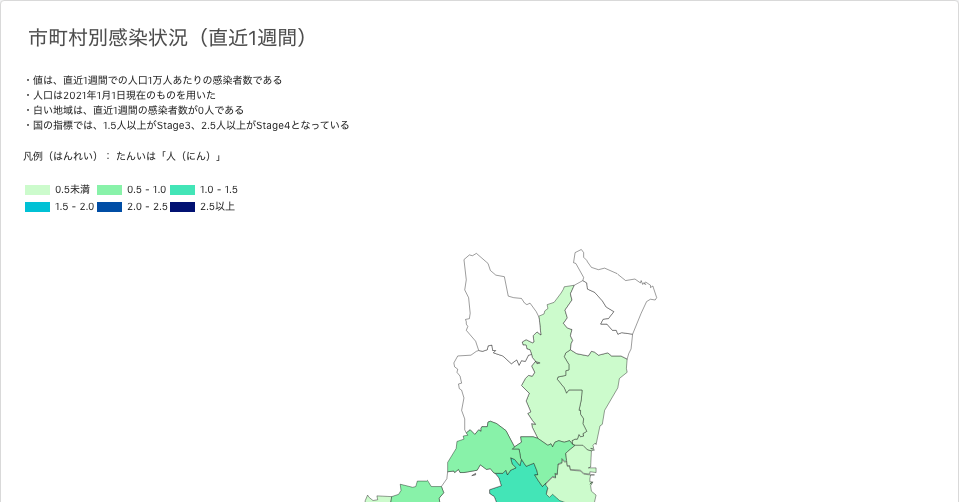 市町村別感染状況（直近1週間）
・値は、直近1週間での人口1万人あたりの感染者数である
・人口は2021年1月1日現在のものを用いた
・白い地域は、直近1週間の感染者数が0人である
・国の指標では、1.5人以上がStage3、2.5人以上がStage4となっている
凡例（はんれい）： たんいは「人（にん）」
0.5未満 0.5 - 1.0 1.0 - 1.5
1.5 - 2.0 2.0 - 2.5 2.5以上